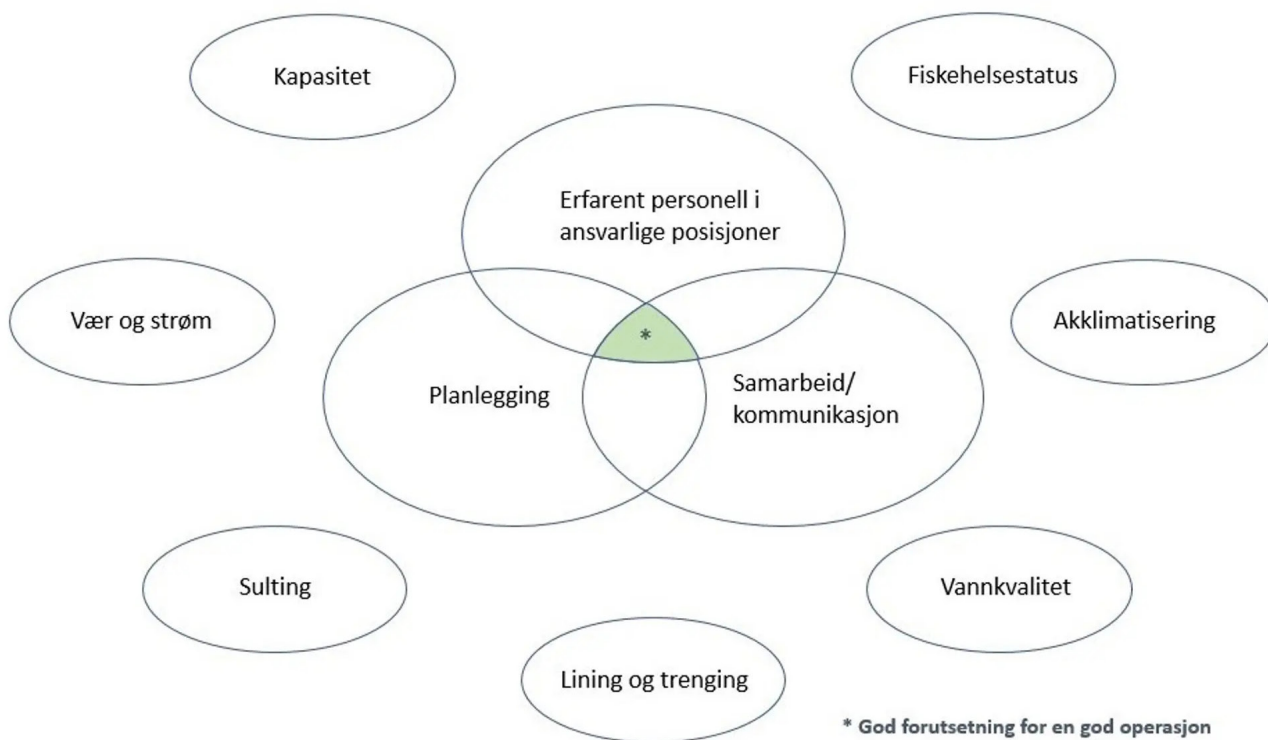 Kapasitet
Fiskehelsestatus
Erfarent personell i
ansvarlige posisjoner
Vær og strøm
*
Akklimatisering
Planlegging
Samarbeid/
kommunikasjon
Sulting
Vannkvalitet
Lining og trenging
* God forutsetning for en god operasjon